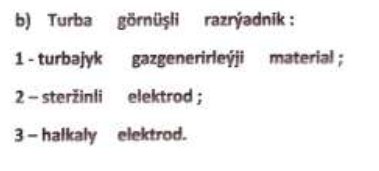 b) Turba görnüşli razrýadnik :
1 - turbajyk gazgenerirleýji material ;
2 – steržinli elektrod ;
3 – halkaly elektrod.